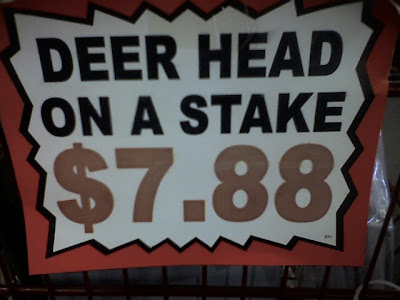 DEER HEAD
ON A STAKE
$7.88